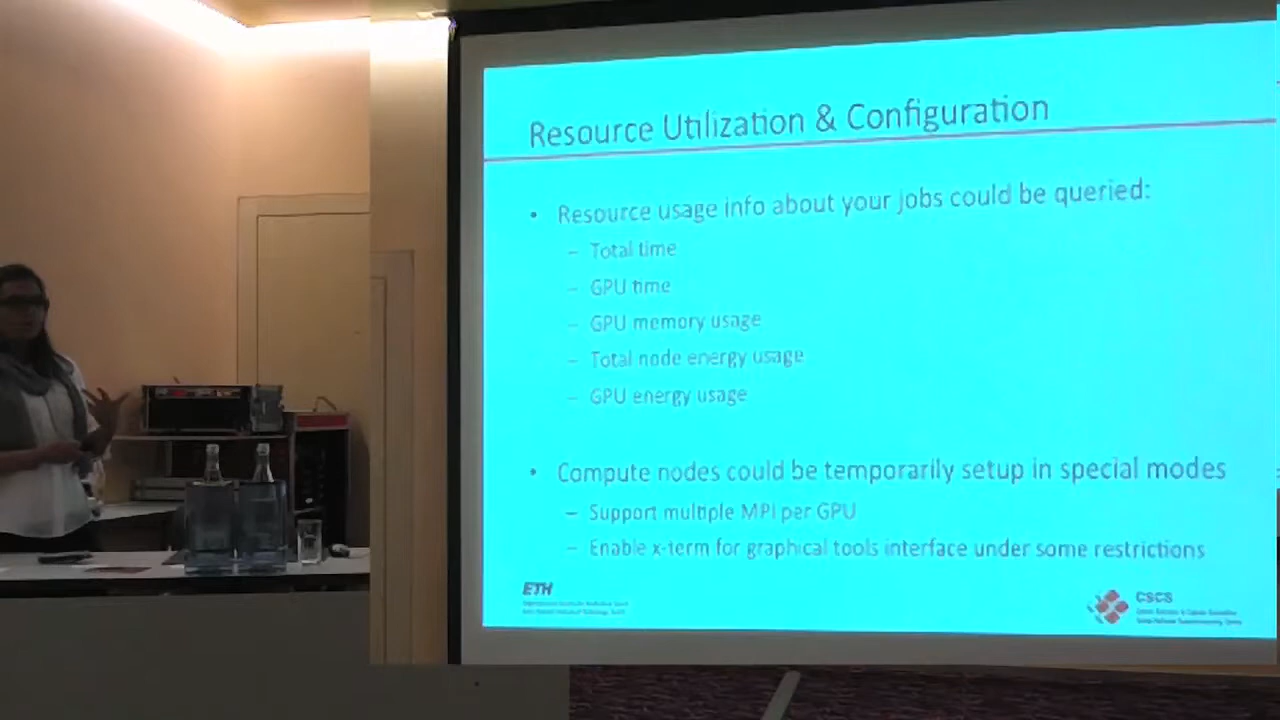 Resource Utilization & Configuration
• Resource usage info about your jobs could be queried:
– Total time
– GPU time
– GPU memory usage
– Total node energy usage
– GPU energy usage
• Compute nodes could be temporarily setup in special modes
– Support multiple MPI per GPU
– Enable x-term for graphical tools interface under some restrictions
ETH
CSCS